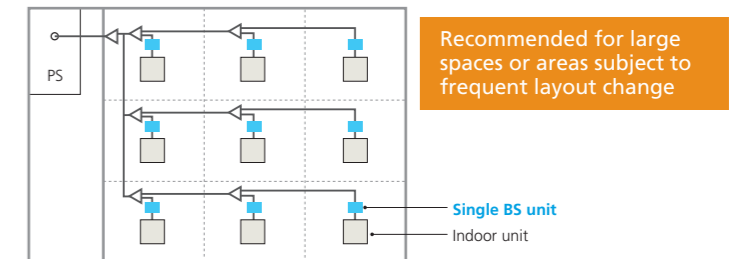 Recommended for large
spaces or areas subject to
frequent layout change
PS
Single BS unit
Indoor unit